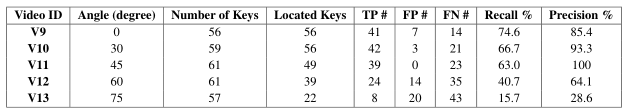 Video ID Angle (degree) Number of Keys Located Keys TP # FP # FN # Recall % Precision %
V9 0 56 56 41 7 14 74.6 85.4
V10 30 59 56 42 3 21 66.7 93.3
V11 45 61 49 39 0 23 63.0 100
V12 60 61 39 24 14 35 40.7 64.1
V13 75 57 22 8 20 43 15.7 28.6